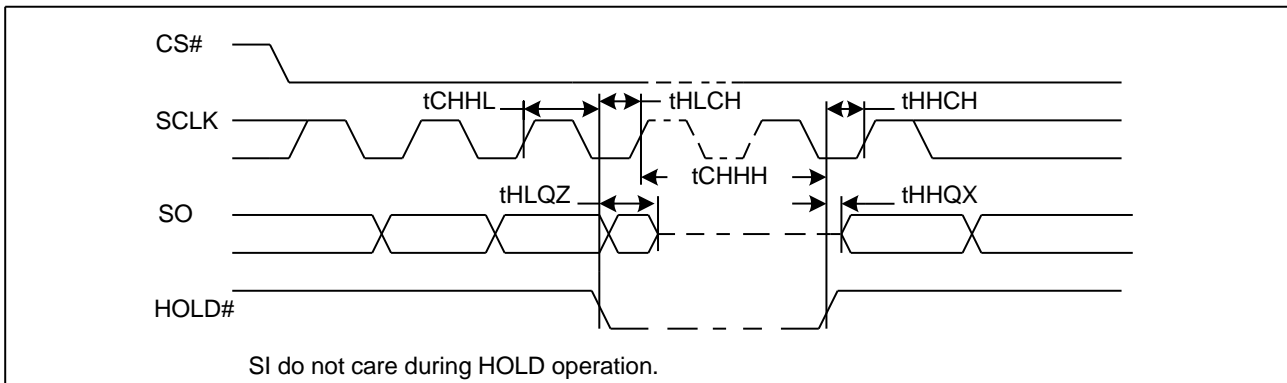 CS#
tCHHL
tHLCH
tHHCH
SCLK
tCHHH
tHLQZ
tHHQX
SO
HOLD#
SI do not care during HOLD operation.